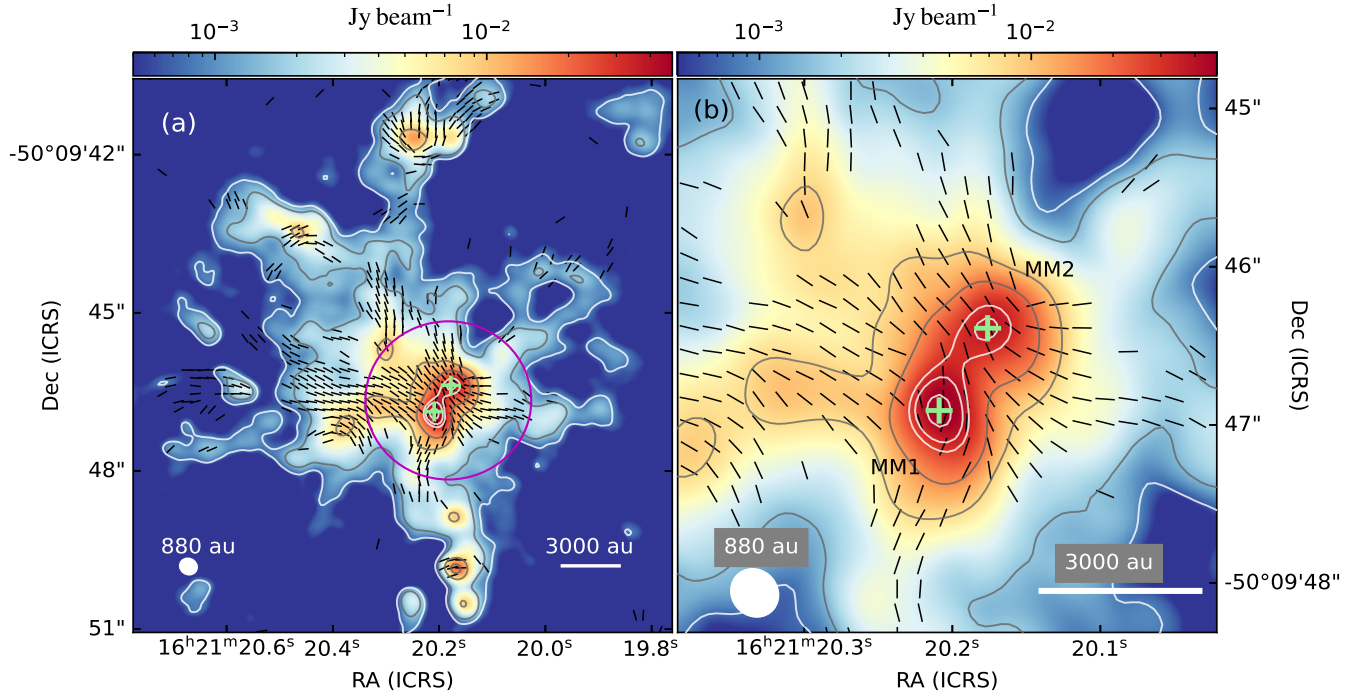 Jy beam⁻¹
10⁻³ 10⁻²
(a)
-50°09'42"
45"
48"
51"
Dec (ICRS)
880 au
3000 au
16ʰ21ᵐ20.6ˢ 20.4ˢ 20.2ˢ 20.0ˢ 19.8ˢ
RA (ICRS)
Jy beam⁻¹
10⁻³ 10⁻²
(b)
MM2
MM1
45"
46"
47"
-50°09'48"
Dec (ICRS)
880 au
3000 au
16ʰ21ᵐ20.3ˢ 20.2ˢ 20.1ˢ
RA (ICRS)